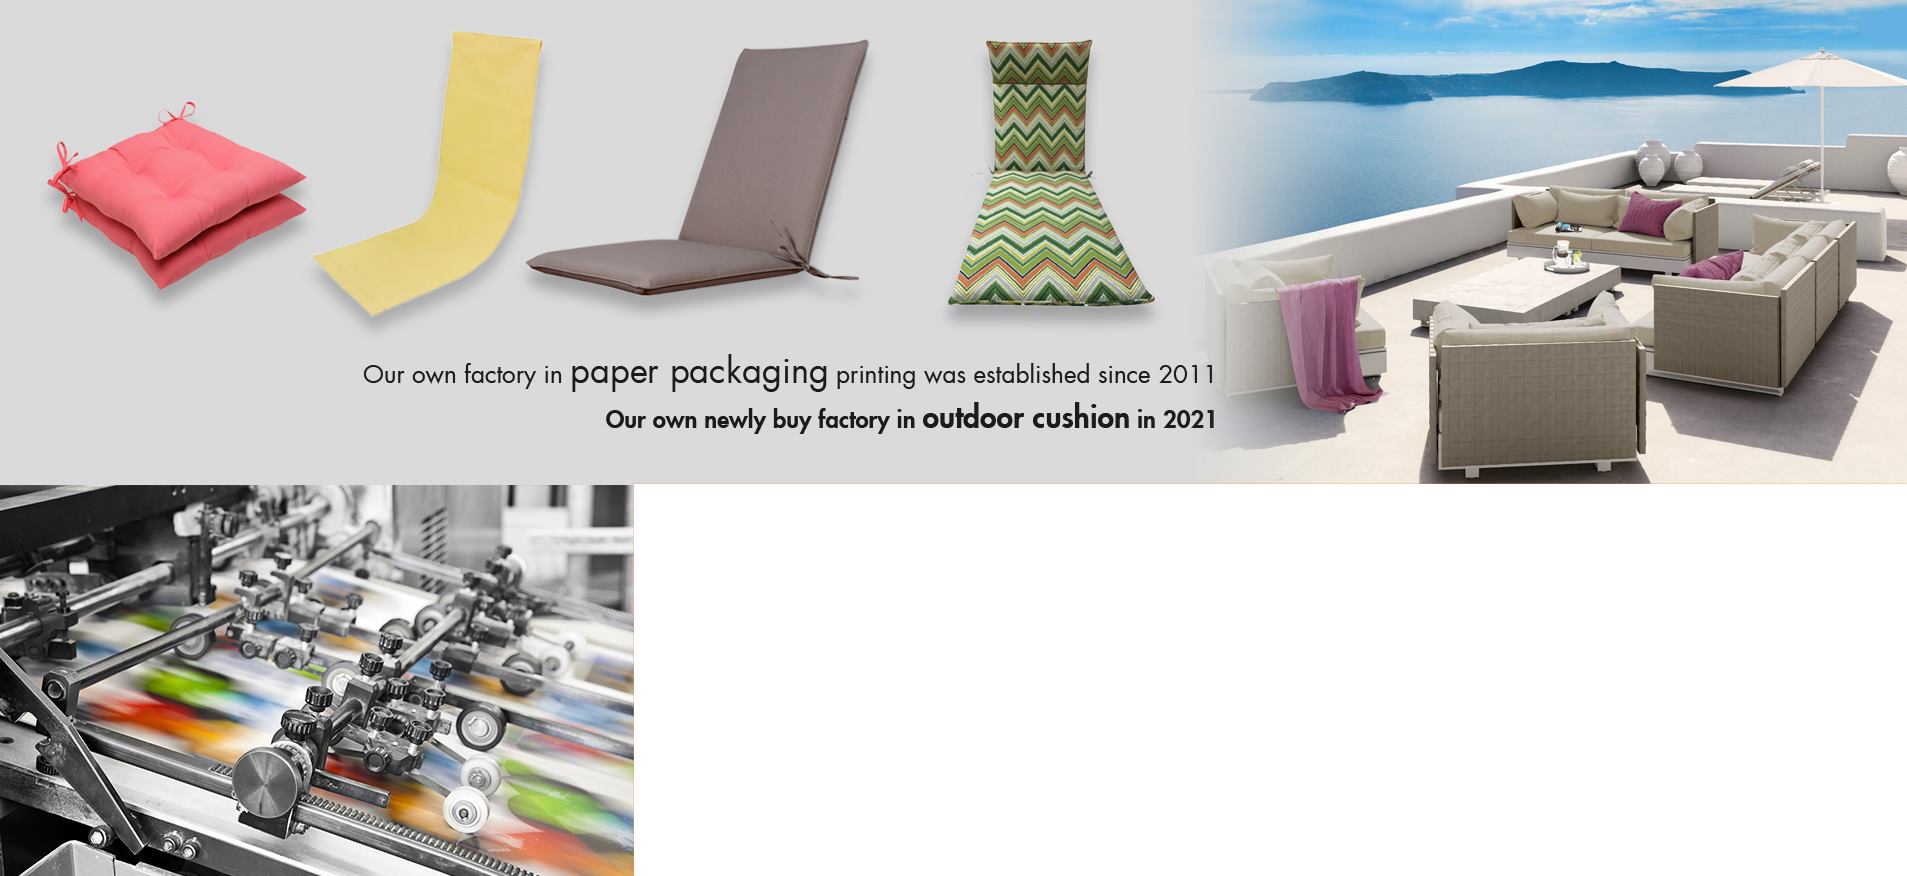 Our own factory in paper packaging printing was established since 2011
Our own newly buy factory in outdoor cushion in 2021